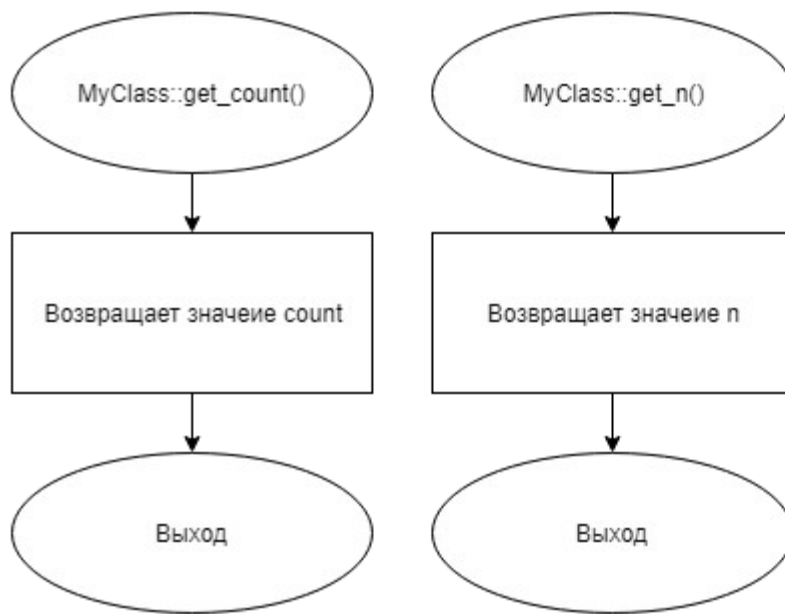 MyClass::get_count()
MyClass::get_n()
Возвращает значеие count
Возвращает значеие n
Выход
Выход